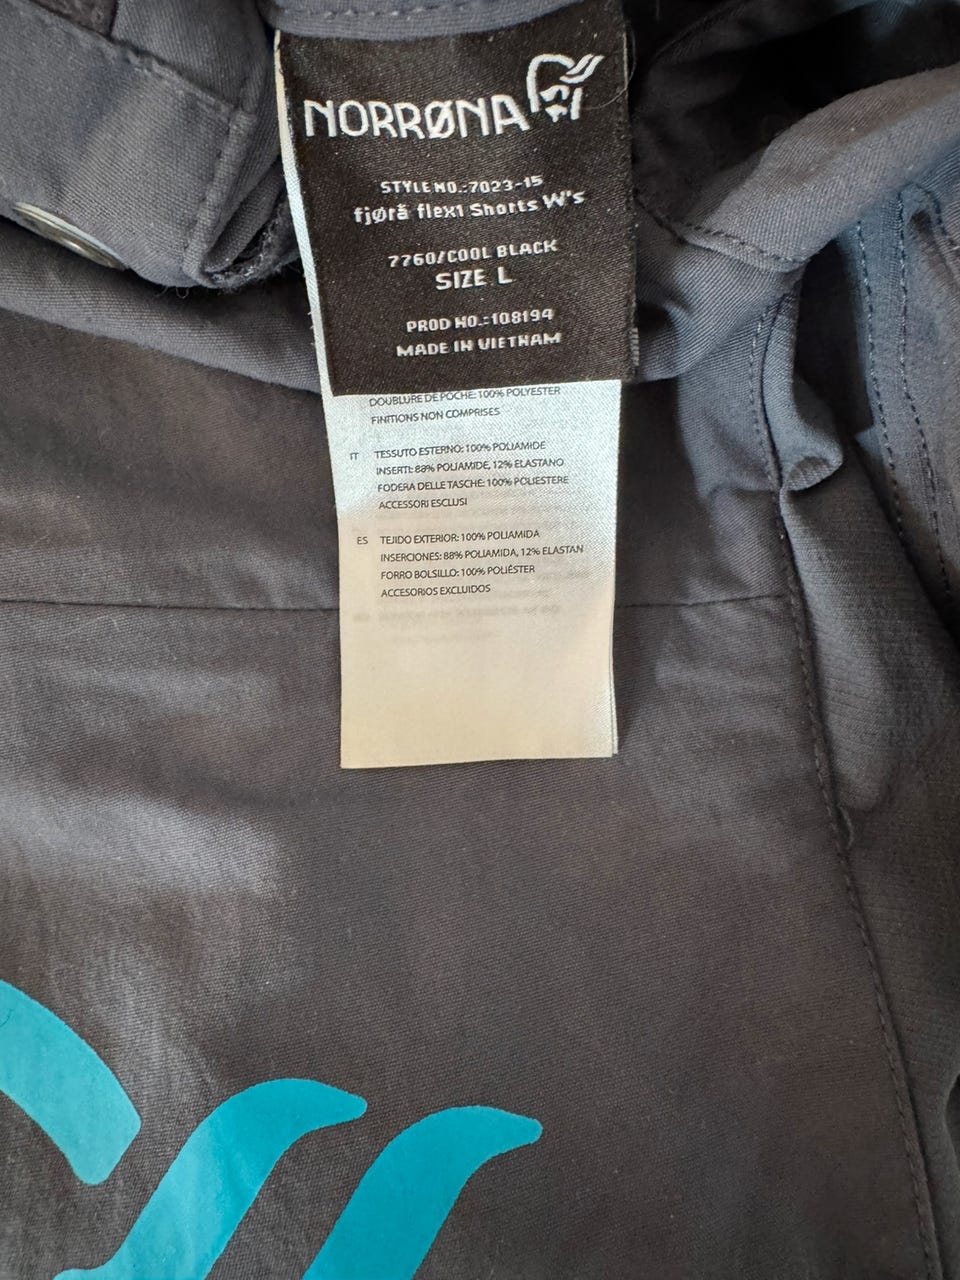 NORRØNA
STYLE NO.:7023-15
fjørå flex1 Shorts W's
7760/COOL BLACK
SIZE L
PROD NO.:108194
MADE IN VIETNAM
DOUBLURE DE POCHE: 100% POLYESTER
FINITIONS NON COMPRISES
IT TESSUTO ESTERNO: 100% POLIAMIDE
INSERTI: 88% POLIAMIDE, 12% ELASTANO
FODERA DELLE TASCHE: 100% POLIESTERE
ACCESSORI ESCLUSI
ES TEJIDO EXTERIOR: 100% POLIAMIDA
INSERCIONES: 88% POLIAMIDA, 12% ELASTAN
FORRO BOLSILLO: 100% POLIÉSTER
ACCESORIOS EXCLUIDOS